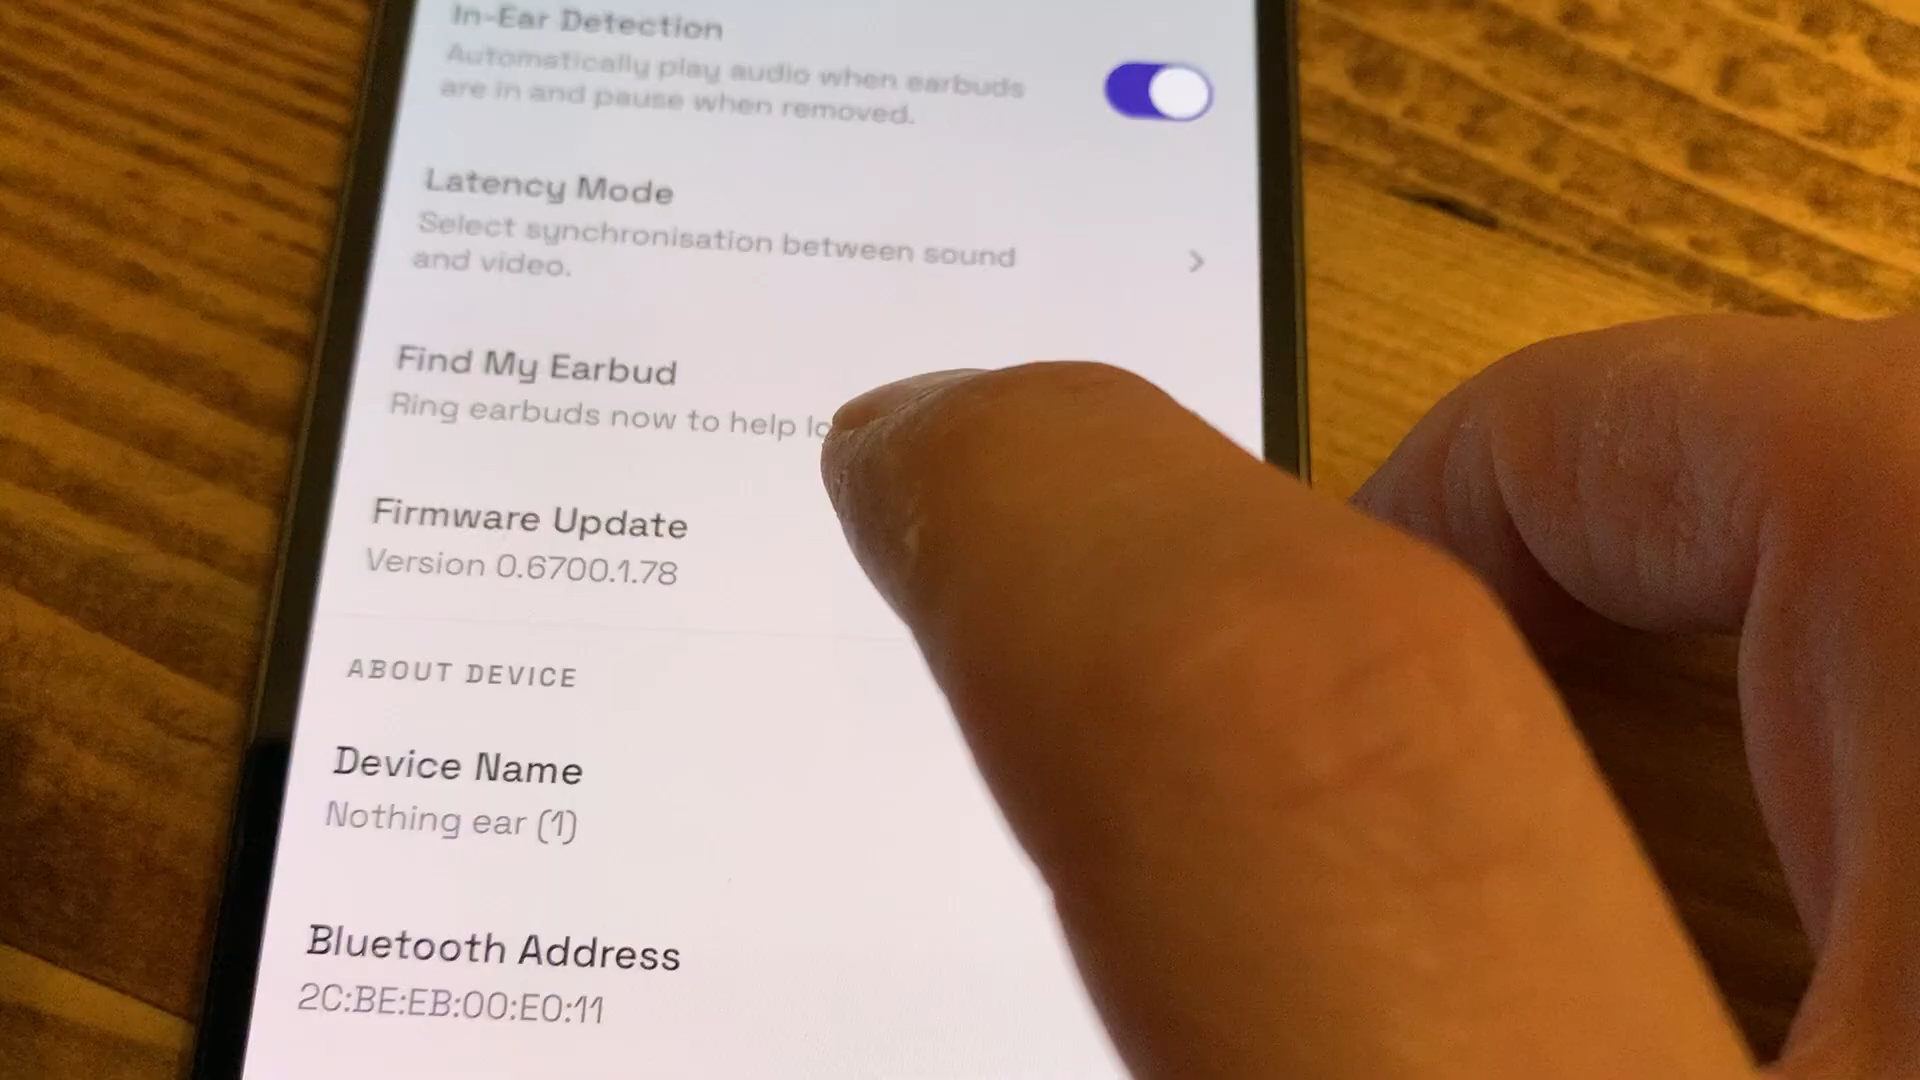 In-Ear Detection
Automatically play audio when earbuds
are in and pause when removed.
Latency Mode
Select synchronisation between sound
and video.
Find My Earbud
Ring earbuds now to help
Firmware Update
Version 0.6700.1.78
ABOUT DEVICE
Device Name
Nothing ear (1)
Bluetooth Address
2C:BE:EB:00:E0:11